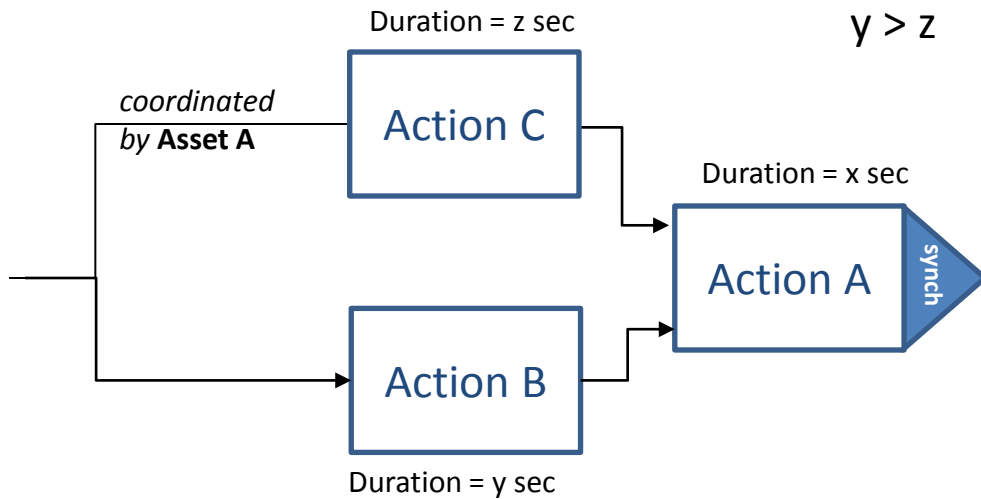 Duration = z sec
y > z
coordinated
by Asset A
Action C
Duration = x sec
Action A
synch
Action B
Duration = y sec